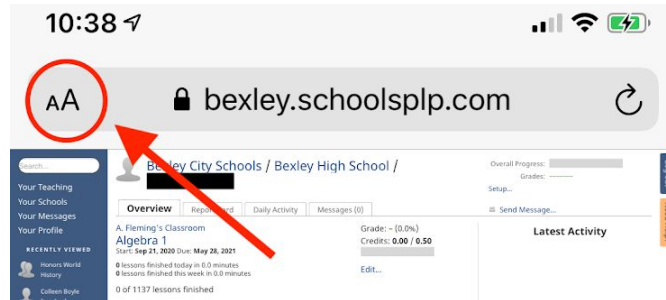 10:38
AA bexley.schoolsplp.com
Search...
Your Teaching
Your Schools
Your Messages
Your Profile
RECENTLY VIEWED
Honors World
History
Colleen Boyle
Bexley City Schools / Bexley High School /
Overview Report Card Daily Activity Messages (0)
A. Fleming's Classroom
Algebra 1
Start: Sep 21, 2020 Due: May 28, 2021
0 lessons finished today in 0.0 minutes
0 lessons finished this week in 0.0 minutes
0 of 1137 lessons finished
Grade: – (0.0%)
Credits: 0.00 / 0.50
Edit...
Overall Progress:
Grades:
Setup...
Send Message...
Latest Activity